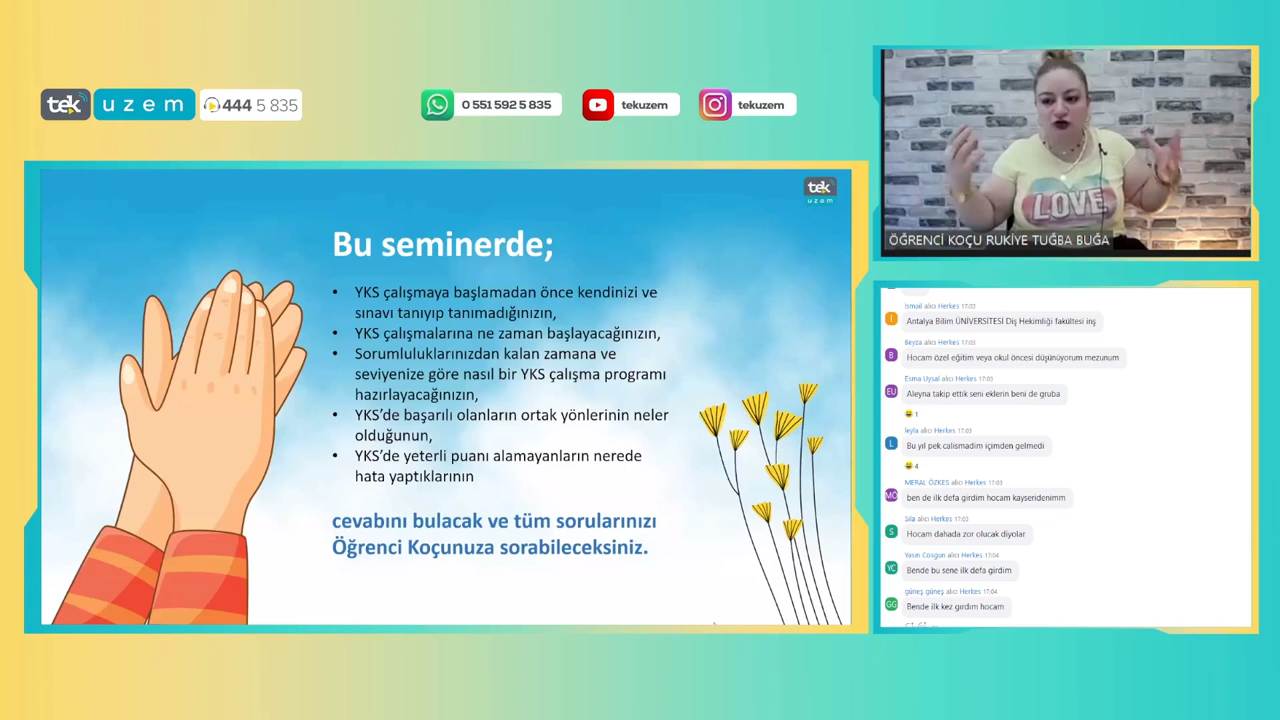 tek uzem 444 5 835
0 551 592 5 835
tekuzem
tekuzem
tek
uzem
Bu seminerde;
• YKS çalışmaya başlamadan önce kendinizi ve
sınavı tanıyıp tanımadığınızın,
• YKS çalışmalarına ne zaman başlayacağınızın,
• Sorumluluklarınızdan kalan zamana ve
seviyenize göre nasıl bir YKS çalışma programı
hazırlayacağınızın,
• YKS'de başarılı olanların ortak yönlerinin neler
olduğunun,
• YKS'de yeterli puanı alamayanların nerede
hata yaptıklarının
cevabını bulacak ve tüm sorularınızı
Öğrenci Koçunuza sorabileceksiniz.
LOVE
ÖĞRENCİ KOÇU RUKİYE TUĞBA BUĞA
İsmail alıcı Herkes 17:03
I
Antalya Bilim ÜNİVERSİTESİ Diş Hekimliği fakültesi inş
Beyza alıcı Herkes 17:03
B
Hocam özel eğitim veya okul öncesi düşünüyorum mezunum
Esma Uysal alıcı Herkes 17:03
EU
Aleyna takip ettik seni eklerin beni de gruba
1
leyla alıcı Herkes 17:03
L
Bu yıl pek calismadim içimden gelmedi
4
MERAL ÖZKES alıcı Herkes 17:03
MÖ
ben de ilk defa girdim hocam kayseridenimm
Sıla alıcı Herkes 17:03
S
Hocam dahada zor olucak diyolar
Yasin Cosgun alıcı Herkes 17:04
YC
Bende bu sene ilk defa girdim
güneş güneş alıcı Herkes 17:04
GG
Bende ilk kez gırdım hocam